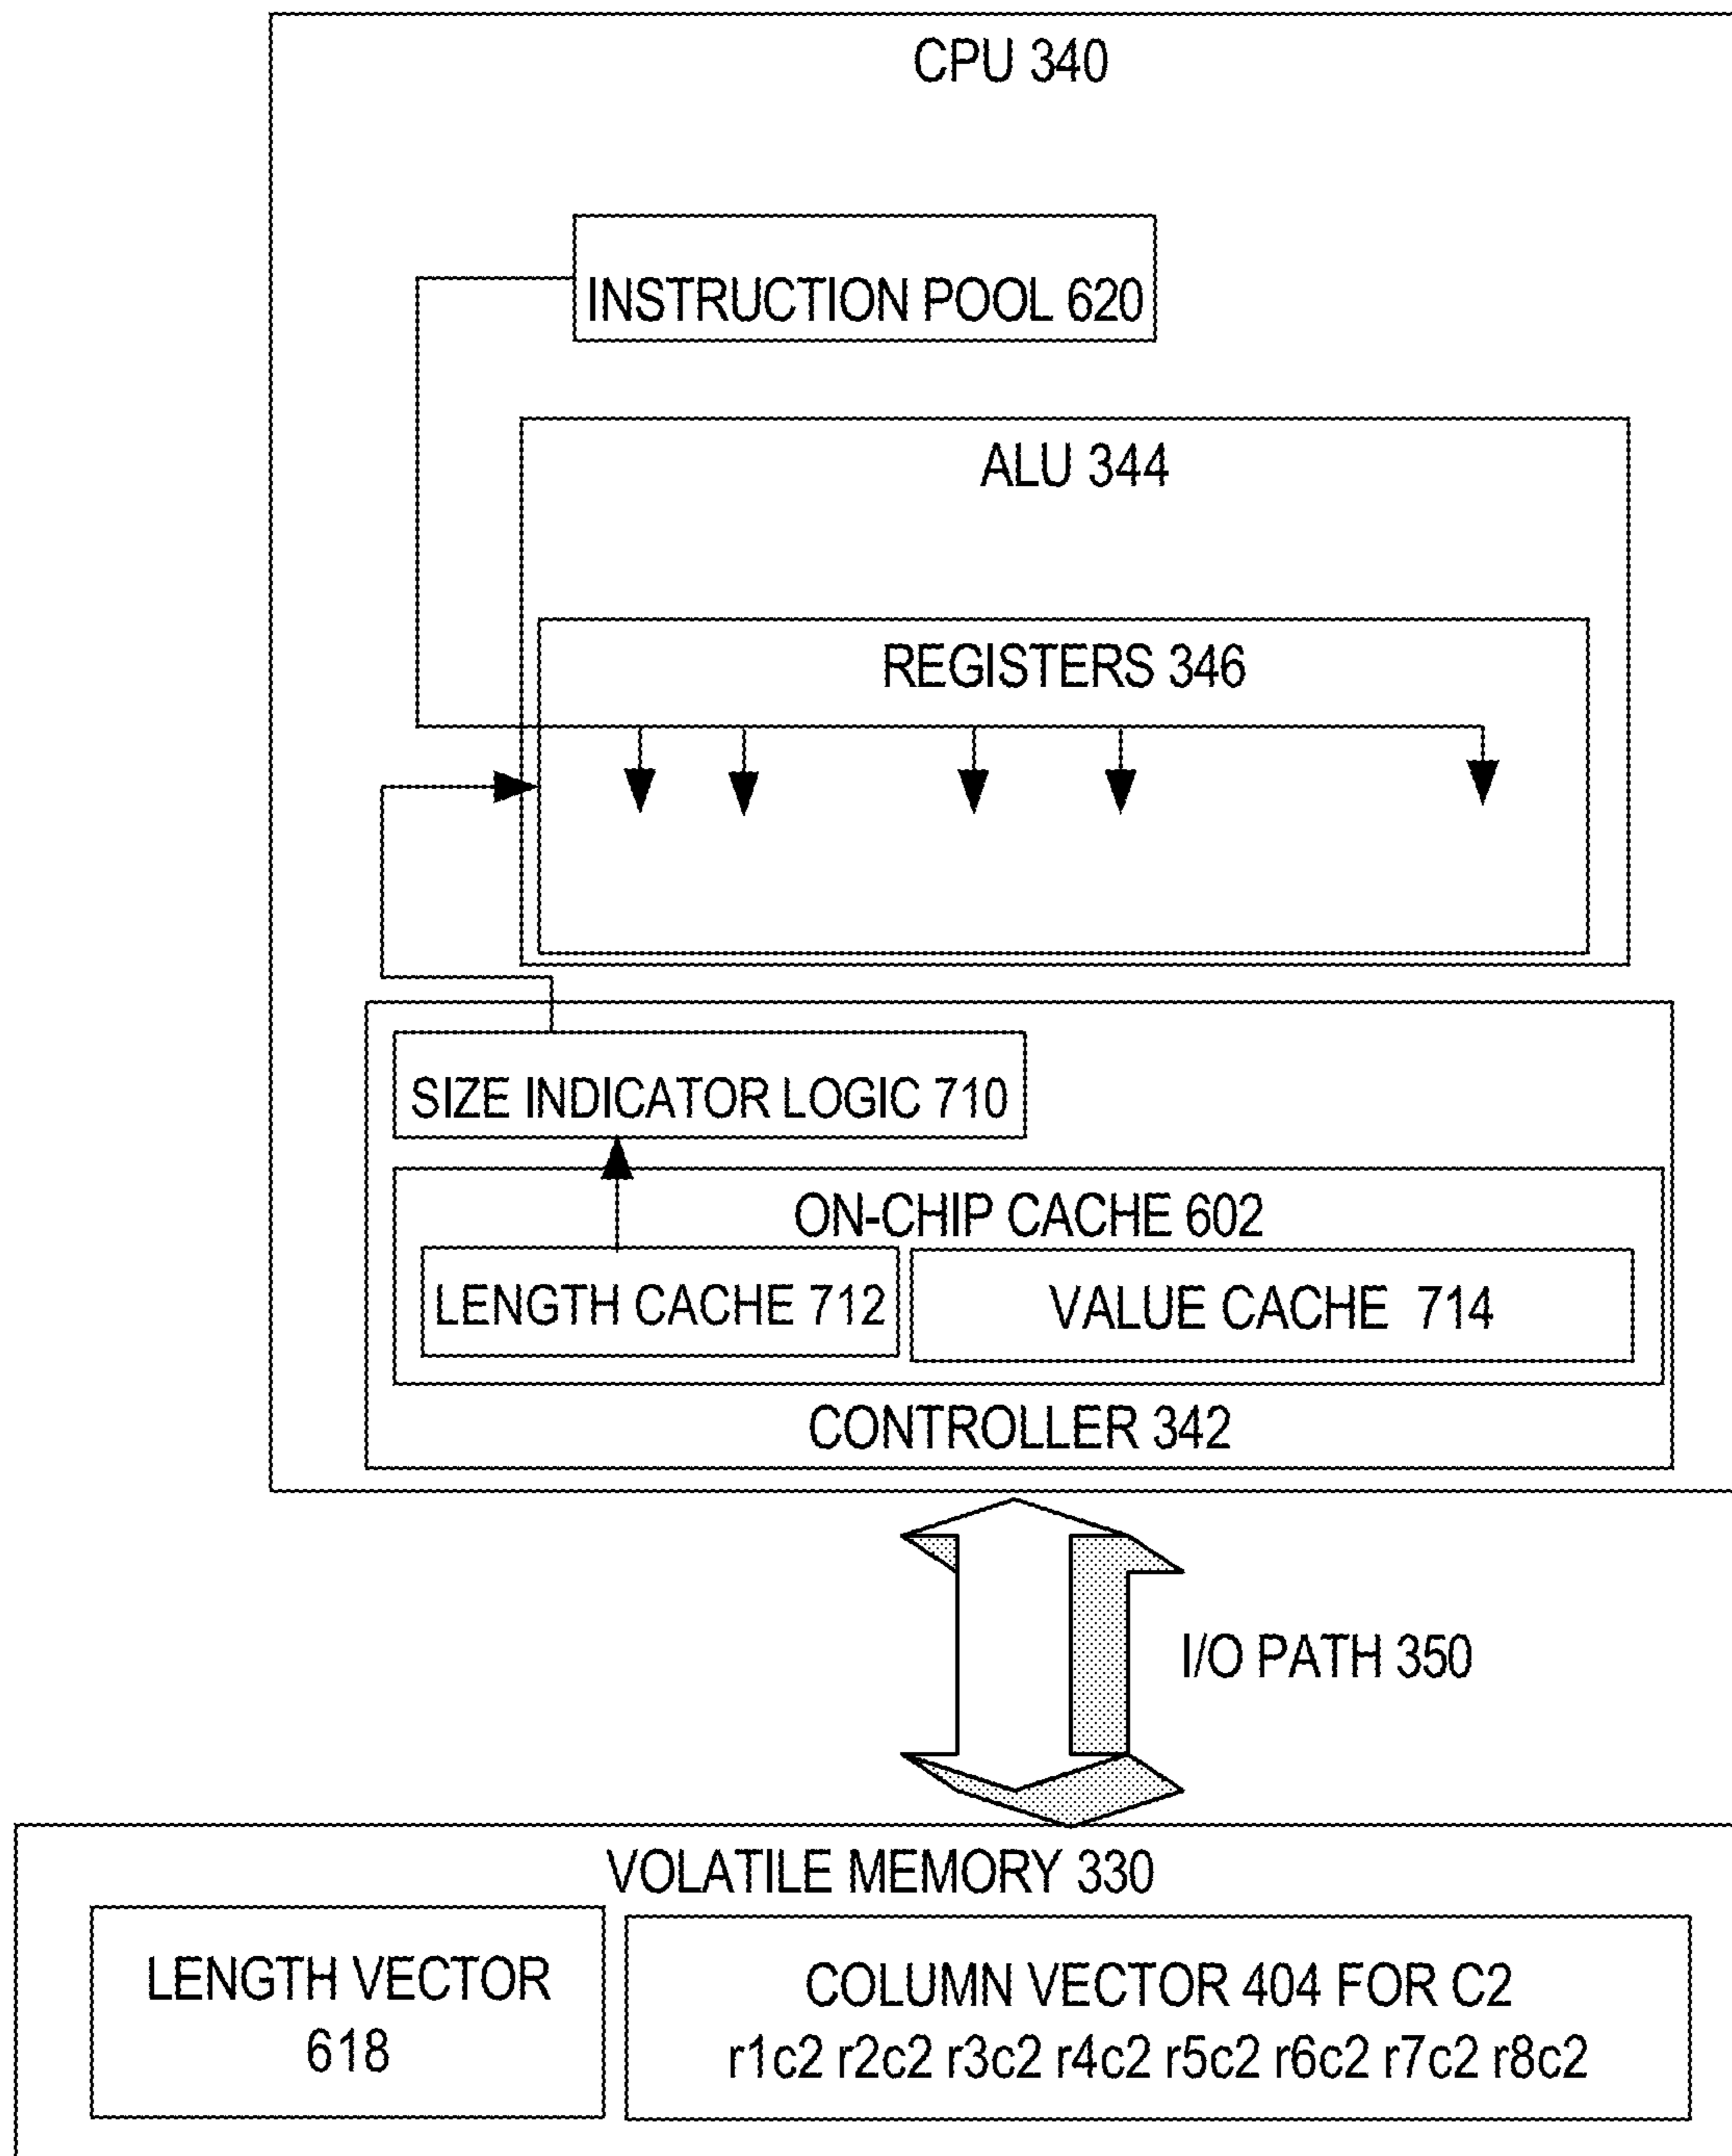 CPU 340
INSTRUCTION POOL 620
ALU 344
REGISTERS 346
SIZE INDICATOR LOGIC 710
ON-CHIP CACHE 602
LENGTH CACHE 712
VALUE CACHE 714
CONTROLLER 342
I/O PATH 350
VOLATILE MEMORY 330
LENGTH VECTOR
618
COLUMN VECTOR 404 FOR C2
r1c2 r2c2 r3c2 r4c2 r5c2 r6c2 r7c2 r8c2